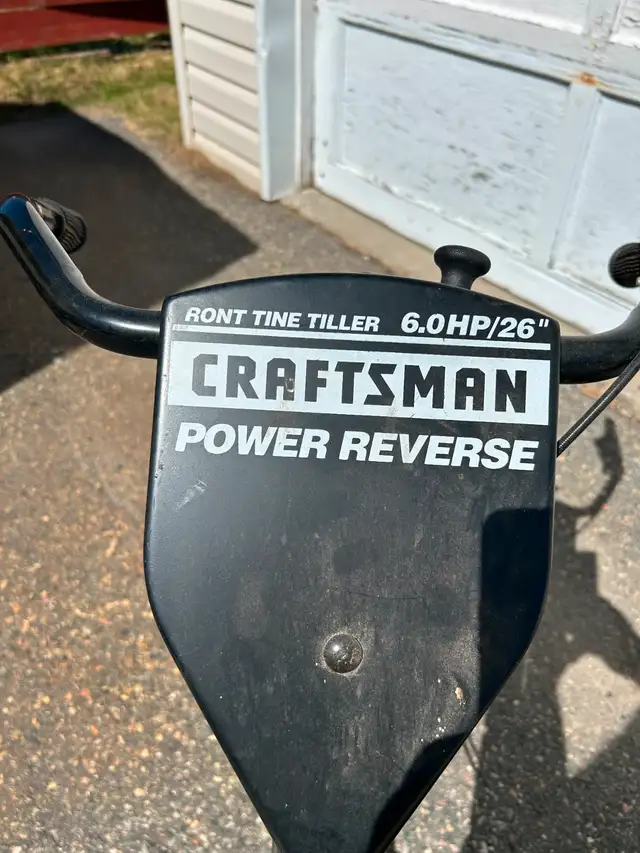 RONT TINE TILLER 6.0HP/26"
CRAFTSMAN
POWER REVERSE